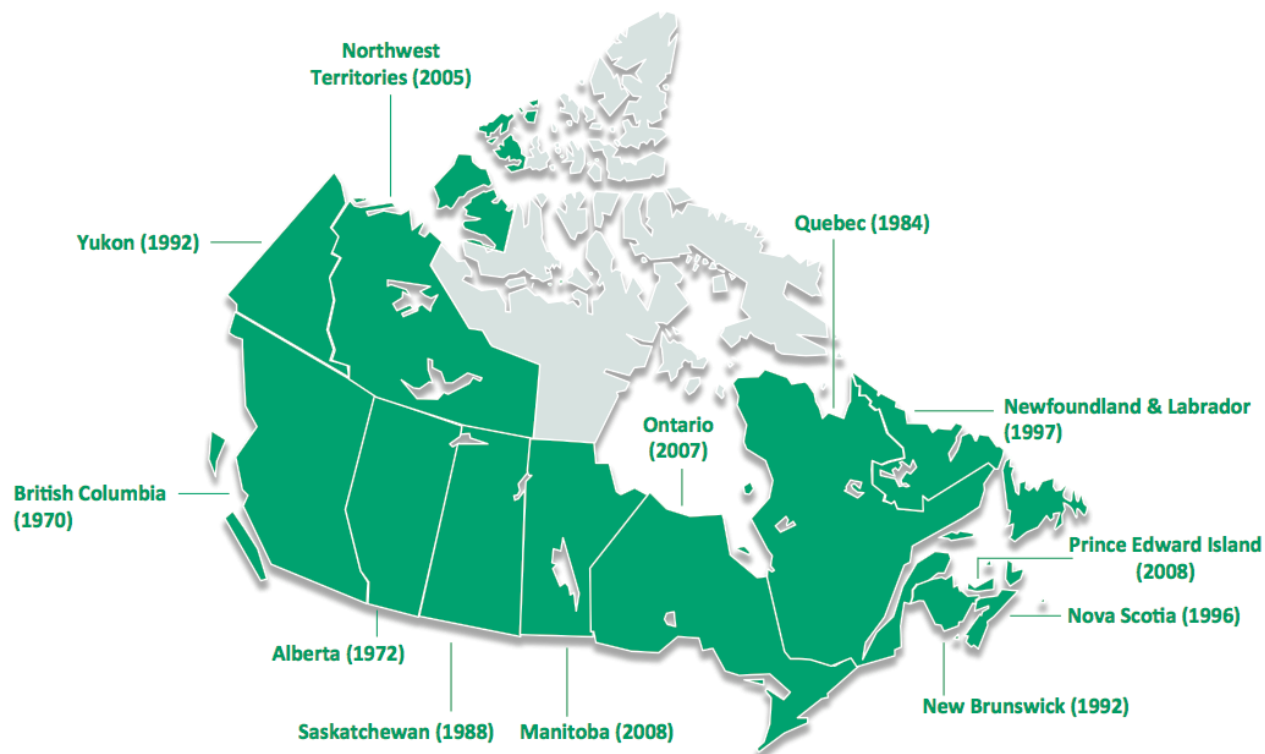 Northwest
Territories (2005)
Yukon (1992)
Quebec (1984)
Newfoundland & Labrador
(1997)
Ontario
(2007)
British Columbia
(1970)
Prince Edward Island
(2008)
Nova Scotia (1996)
Alberta (1972)
New Brunswick (1992)
Saskatchewan (1988)
Manitoba (2008)